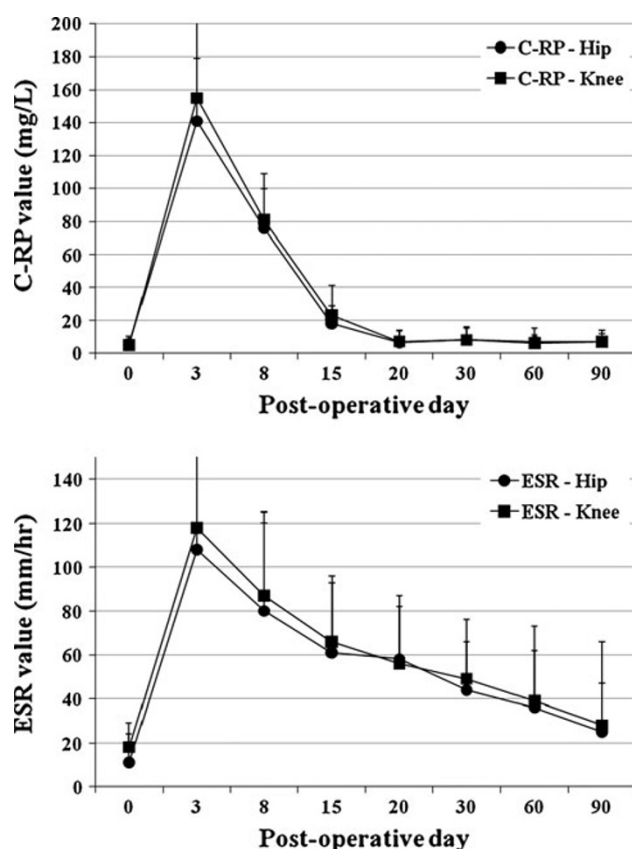 200
180
160
140
120
100
80
60
40
20
0
C-RP value (mg/L)
C-RP - Hip
C-RP - Knee
0 3 8 15 20 30 60 90
Post-operative day
140
120
100
80
60
40
20
0
ESR value (mm/hr)
ESR - Hip
ESR - Knee
0 3 8 15 20 30 60 90
Post-operative day